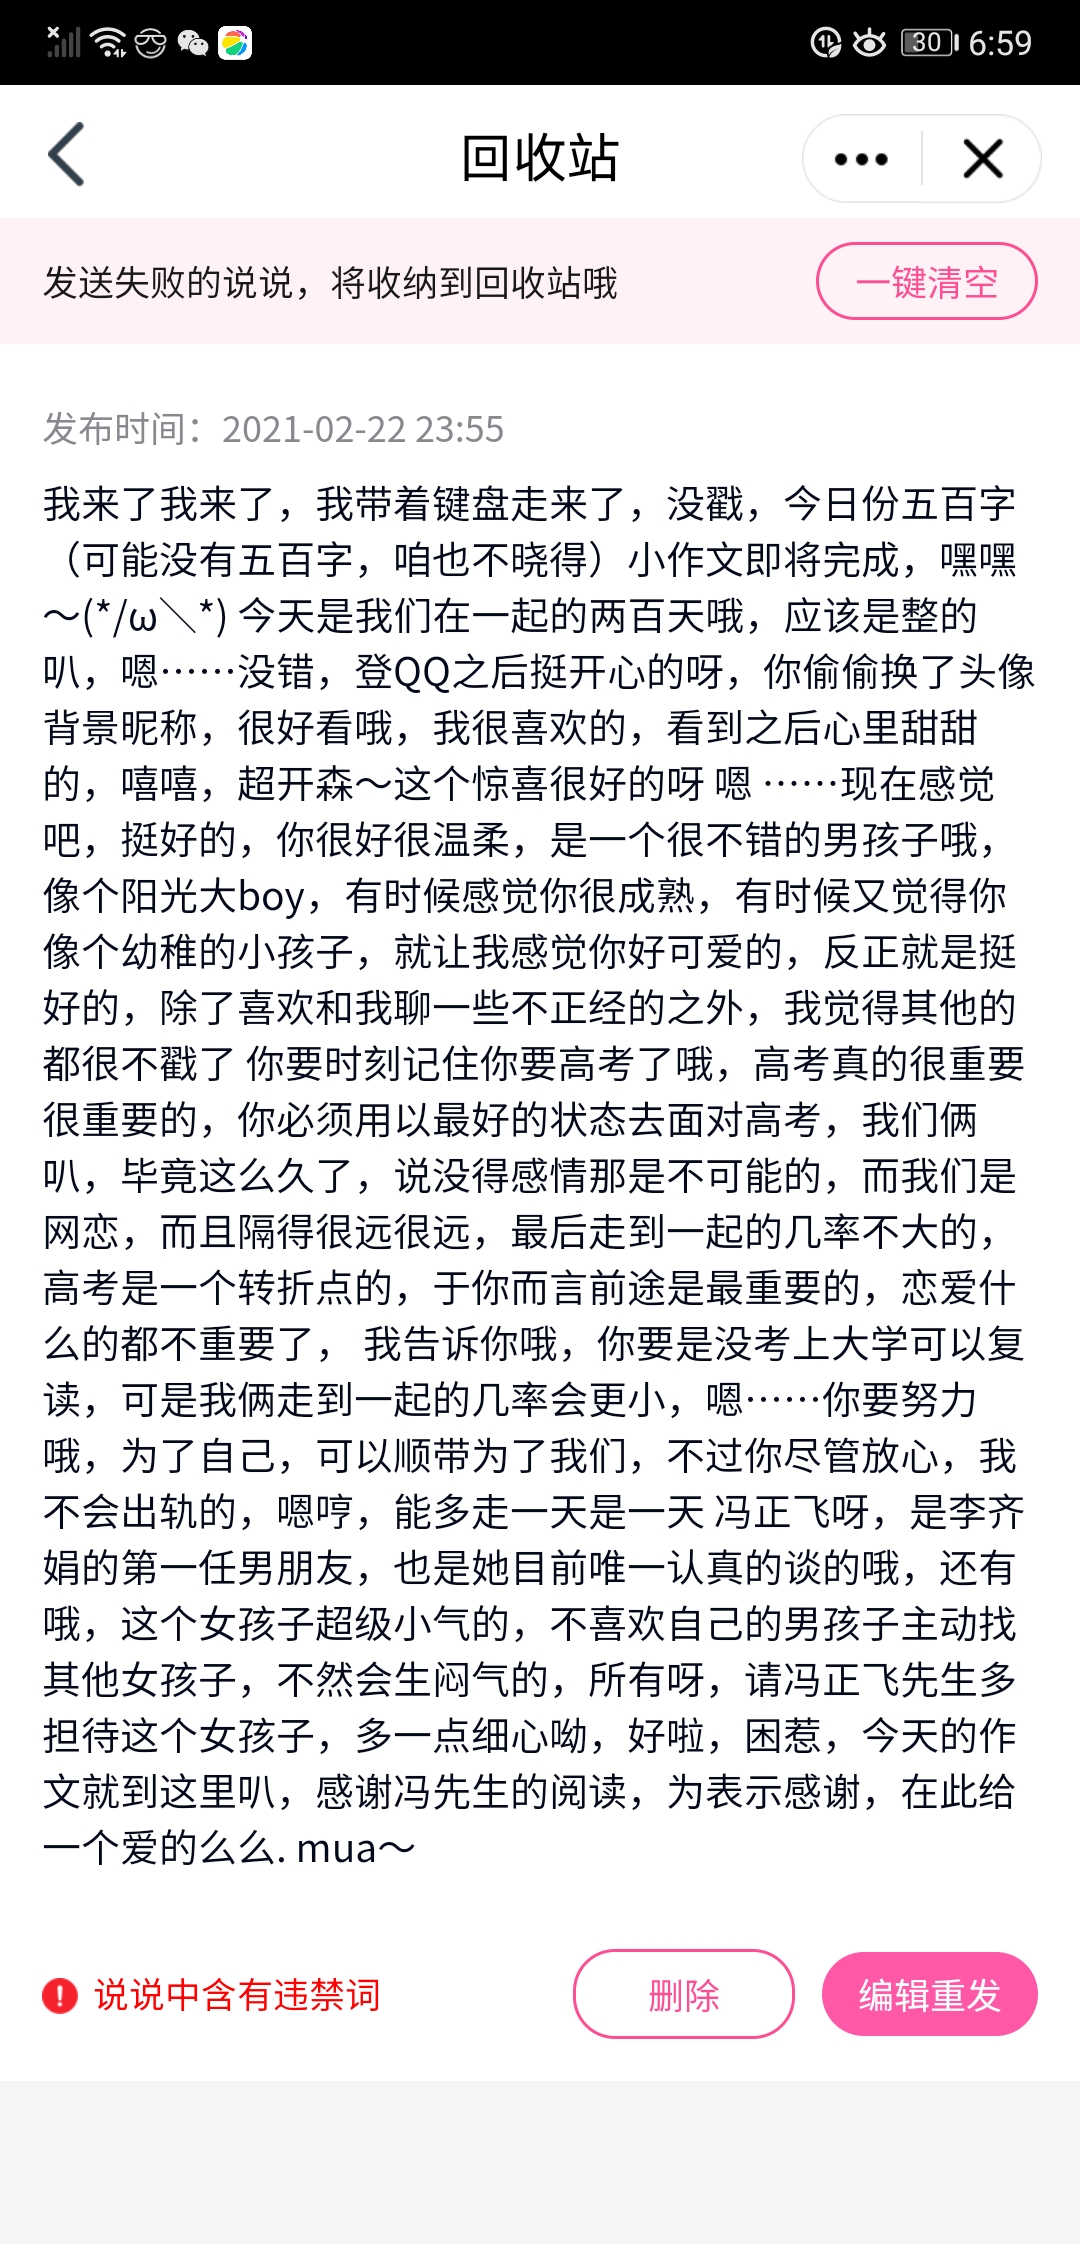 30 6:59
回收站
发送失败的说说，将收纳到回收站哦
一键清空
发布时间：2021-02-22 23:55
我来了我来了，我带着键盘走来了，没戳，今日份五百字
（可能没有五百字，咱也不晓得）小作文即将完成，嘿嘿
～(*/ω＼*) 今天是我们在一起的两百天哦，应该是整的
叭，嗯……没错，登QQ之后挺开心的呀，你偷偷换了头像
背景昵称，很好看哦，我很喜欢的，看到之后心里甜甜
的，嘻嘻，超开森～这个惊喜很好的呀 嗯 ……现在感觉
吧，挺好的，你很好很温柔，是一个很不错的男孩子哦，
像个阳光大boy，有时候感觉你很成熟，有时候又觉得你
像个幼稚的小孩子，就让我感觉你好可爱的，反正就是挺
好的，除了喜欢和我聊一些不正经的之外，我觉得其他的
都很不戳了 你要时刻记住你要高考了哦，高考真的很重要
很重要的，你必须用以最好的状态去面对高考，我们俩
叭，毕竟这么久了，说没得感情那是不可能的，而我们是
网恋，而且隔得很远很远，最后走到一起的几率不大的，
高考是一个转折点的，于你而言前途是最重要的，恋爱什
么的都不重要了， 我告诉你哦，你要是没考上大学可以复
读，可是我俩走到一起的几率会更小，嗯……你要努力
哦，为了自己，可以顺带为了我们，不过你尽管放心，我
不会出轨的，嗯哼，能多走一天是一天 冯正飞呀，是李齐
娟的第一任男朋友，也是她目前唯一认真的谈的哦，还有
哦，这个女孩子超级小气的，不喜欢自己的男孩子主动找
其他女孩子，不然会生闷气的，所有呀，请冯正飞先生多
担待这个女孩子，多一点细心呦，好啦，困惹，今天的作
文就到这里叭，感谢冯先生的阅读，为表示感谢，在此给
一个爱的么么. mua～
说说中含有违禁词
删除
编辑重发